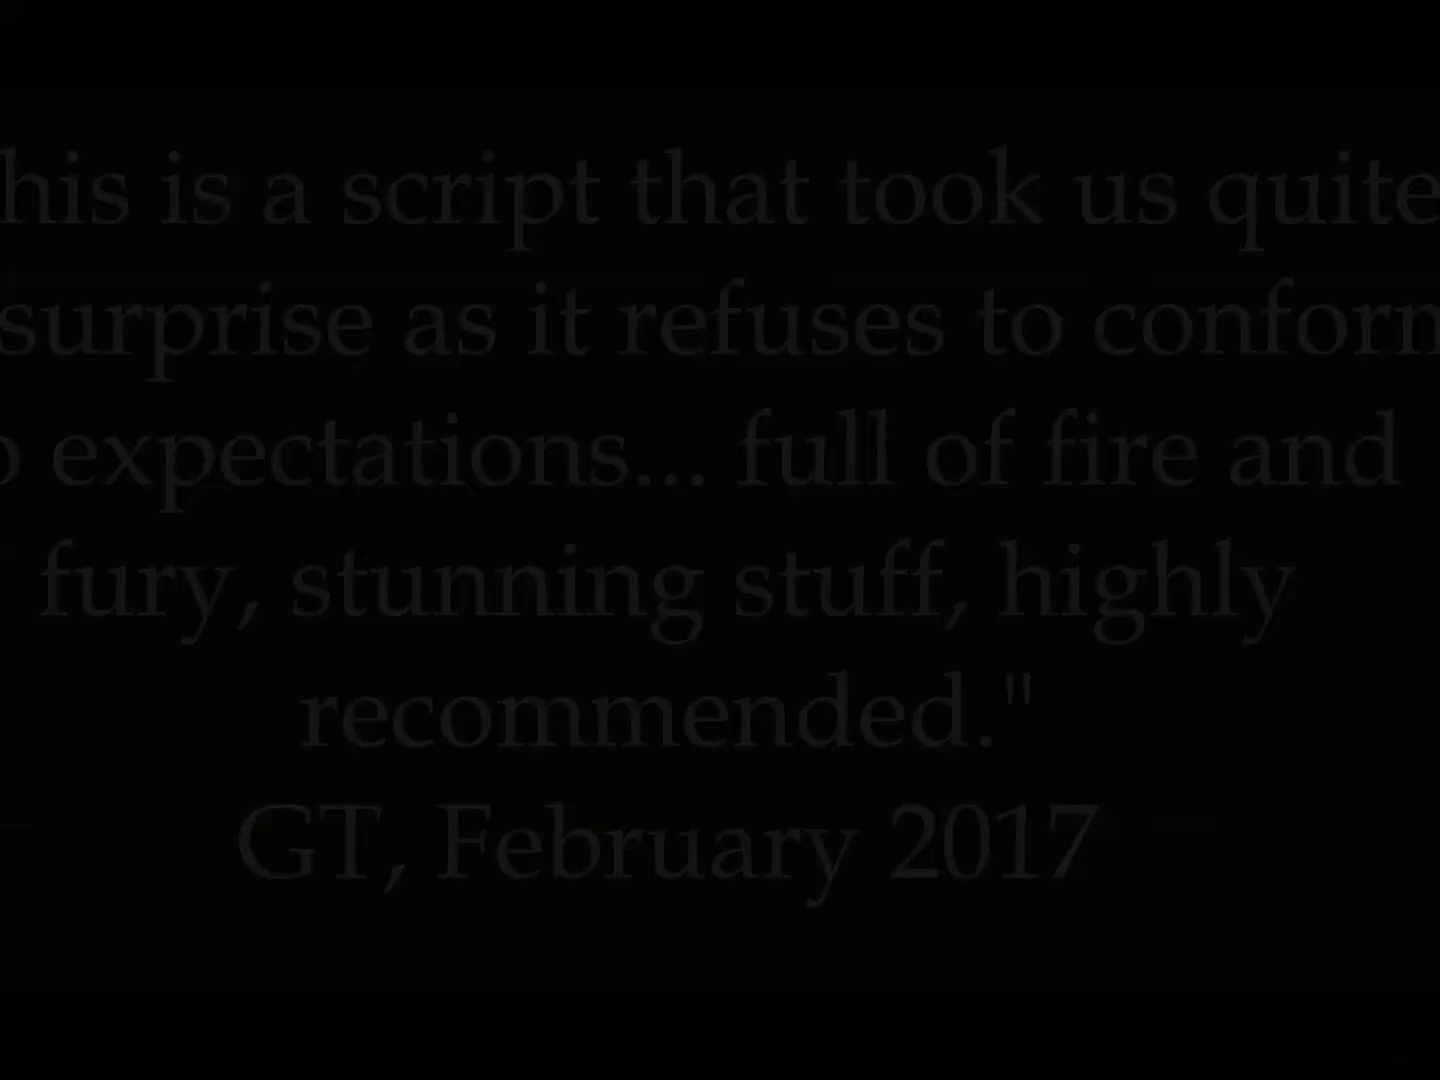 his is a script that took us quite
surprise as it refuses to conform
o expectations... full of fire and
fury, stunning stuff, highly
recommended."
GT, February 2017